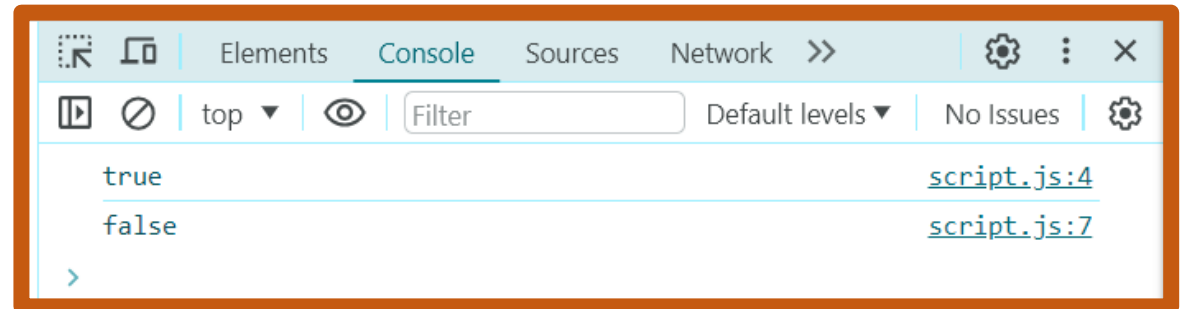 Elements Console Sources Network
top Filter Default levels No Issues
true script.js:4
false script.js:7